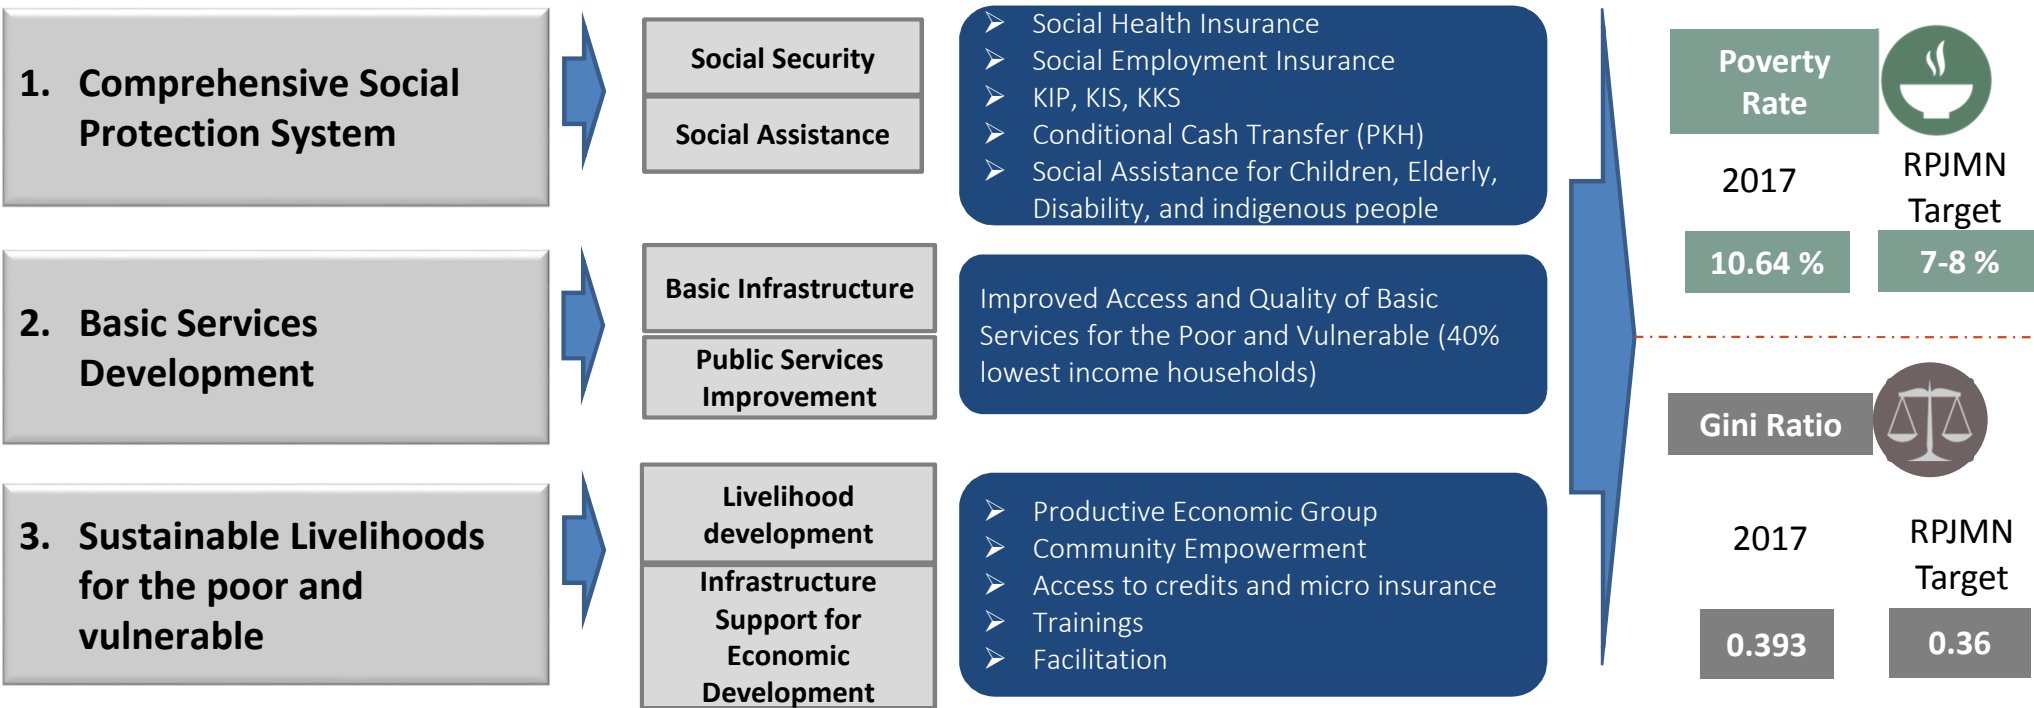 1. Comprehensive Social
Protection System
Social Security
Social Assistance
➢ Social Health Insurance
➢ Social Employment Insurance
➢ KIP, KIS, KKS
➢ Conditional Cash Transfer (PKH)
➢ Social Assistance for Children, Elderly,
Disability, and indigenous people
2. Basic Services
Development
Basic Infrastructure
Public Services
Improvement
Improved Access and Quality of Basic
Services for the Poor and Vulnerable (40%
lowest income households)
3. Sustainable Livelihoods
for the poor and
vulnerable
Livelihood
development
Infrastructure
Support for
Economic
Development
➢ Productive Economic Group
➢ Community Empowerment
➢ Access to credits and micro insurance
➢ Trainings
➢ Facilitation
Poverty
Rate
2017
RPJMN
Target
10.64 %
7-8 %
Gini Ratio
2017
RPJMN
Target
0.393
0.36